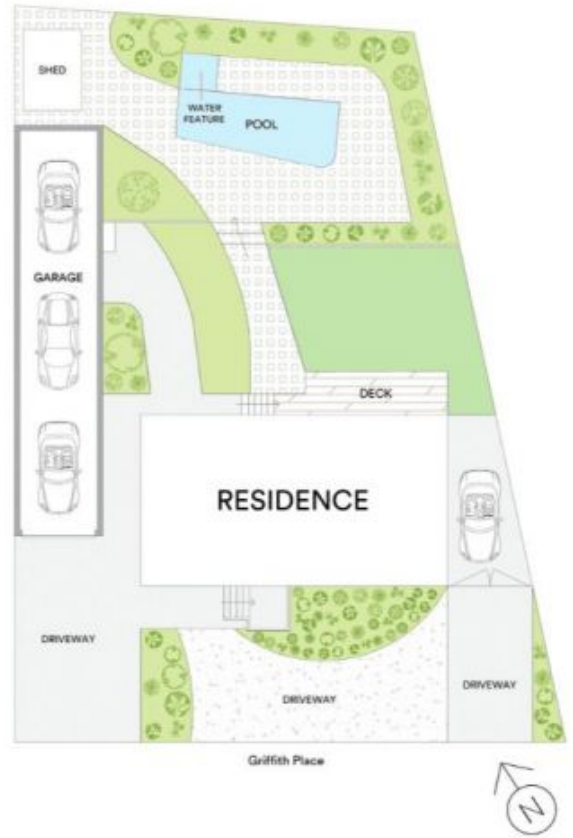 SHED
WATER
FEATURE
POOL
GARAGE
DECK
RESIDENCE
DRIVEWAY
DRIVEWAY
DRIVEWAY
Griffith Place
N